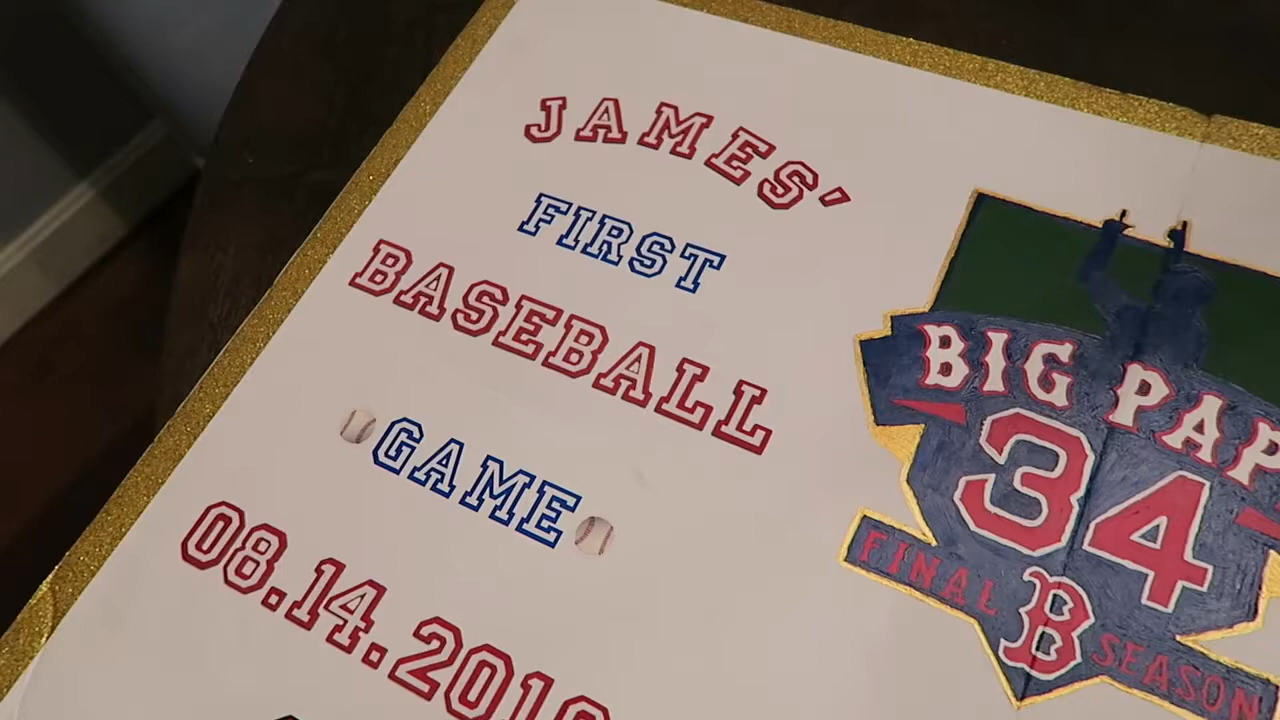 JAMES'
FIRST
BASEBALL
GAME
08.14.201
BIG PAP
34
FINAL
B
SEASON